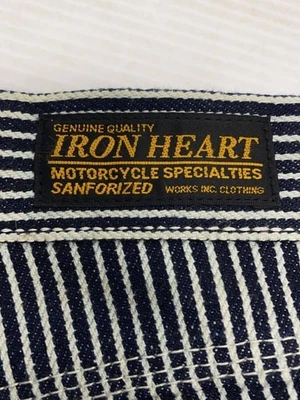 GENUINE QUALITY
IRON HEART
MOTORCYCLE SPECIALTIES
SANFORIZED WORKS INC. CLOTHING